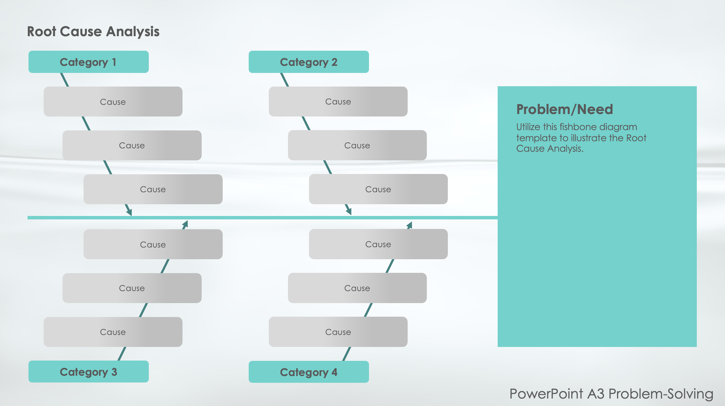 Root Cause Analysis
Category 1
Category 2
Cause
Cause
Cause
Cause
Cause
Cause
Problem/Need
Utilize this fishbone diagram
template to illustrate the Root
Cause Analysis.
Cause
Cause
Cause
Cause
Cause
Cause
Category 3
Category 4
PowerPoint A3 Problem-Solving